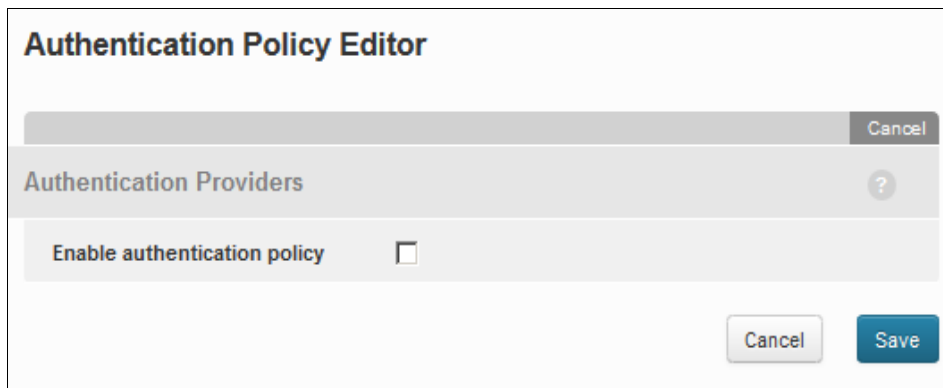 Authentication Policy Editor
Cancel
Authentication Providers
?
Enable authentication policy
Cancel
Save